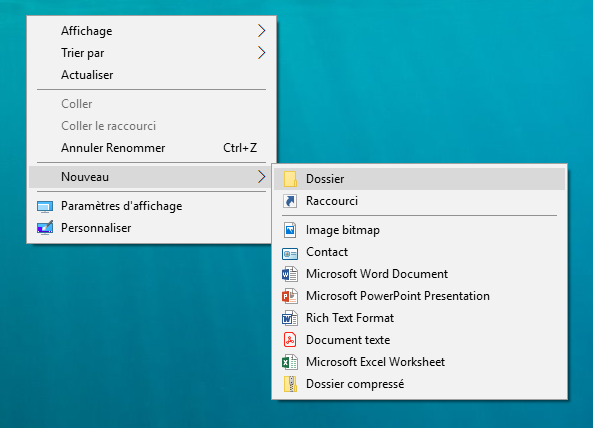 Affichage
Trier par
Actualiser
Coller
Coller le raccourci
Annuler Renommer Ctrl+Z
Nouveau
Paramètres d'affichage
Personnaliser
Dossier
Raccourci
Image bitmap
Contact
Microsoft Word Document
Microsoft PowerPoint Presentation
Rich Text Format
Document texte
Microsoft Excel Worksheet
Dossier compressé